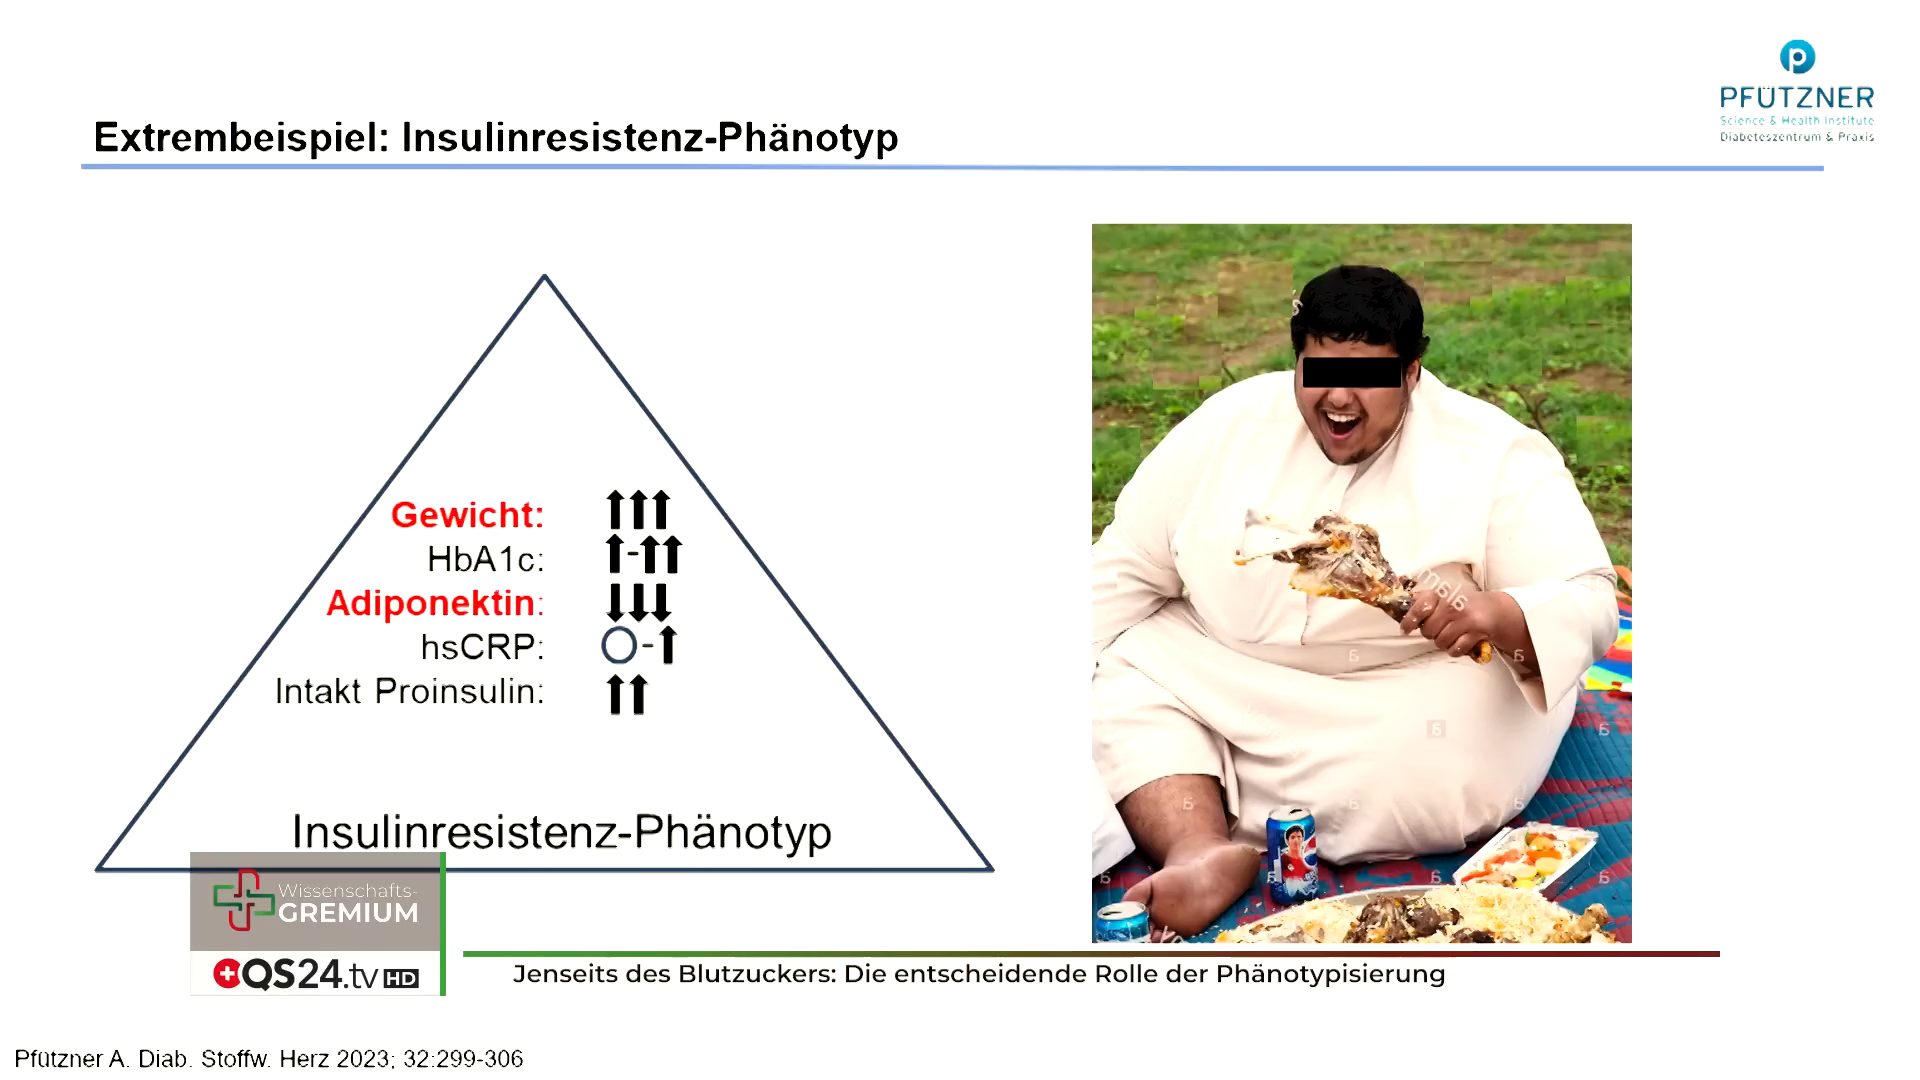 PFÜTZNER
Science & Health Institute
Diabeteszentrum & Praxis
Extrembeispiel: Insulinresistenz-Phänotyp
Gewicht: ↑↑↑
HbA1c: ↑-↑↑
Adiponektin: ↓↓↓
hsCRP: O-↑
Intakt Proinsulin: ↑↑
Insulinresistenz-Phänotyp
Wissenschafts-
GREMIUM
QS24.tv HD
Jenseits des Blutzuckers: Die entscheidende Rolle der Phänotypisierung
Pfützner A. Diab. Stoffw. Herz 2023; 32:299-306